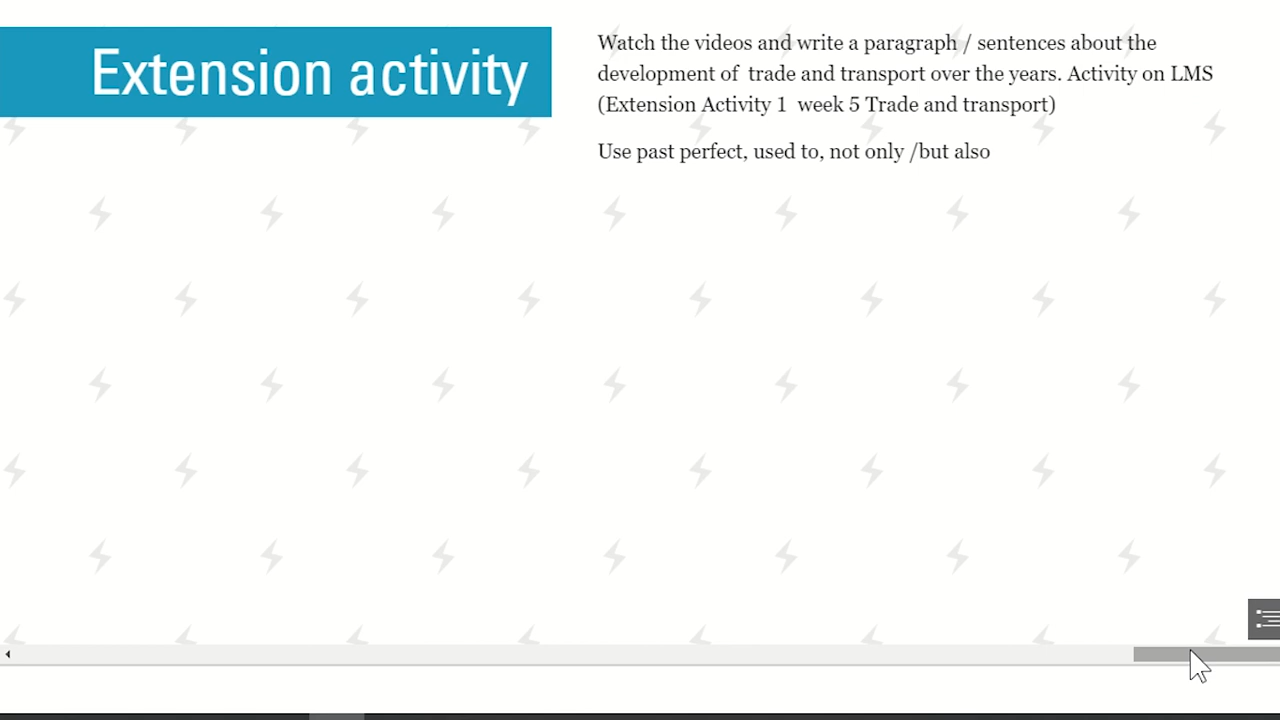 Extension activity
Watch the videos and write a paragraph / sentences about the
development of  trade and transport over the years. Activity on LMS
(Extension Activity 1  week 5 Trade and transport)
Use past perfect, used to, not only /but also